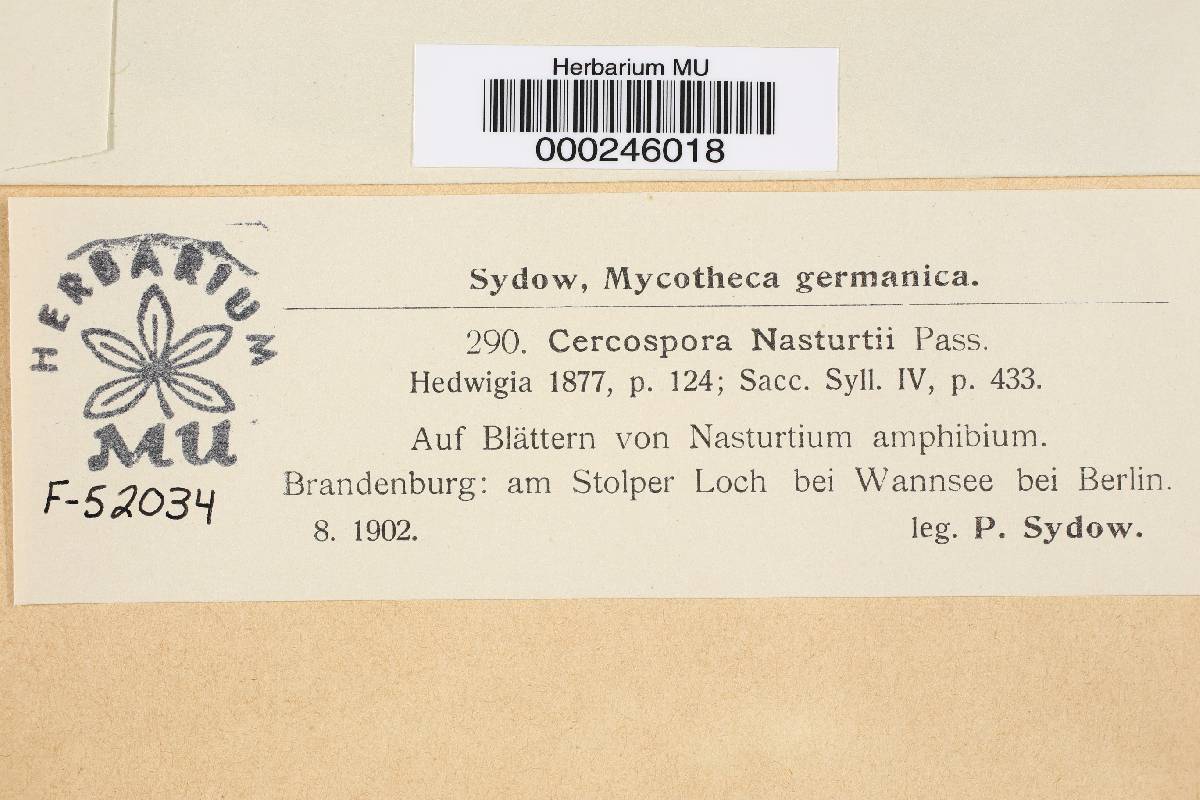 Herbarium MU
000246018
HERBARIUM
MU
F-52034
Sydow, Mycotheca germanica.
290. Cercospora Nasturtii Pass.
Hedwigia 1877, p. 124; Sacc. Syll. IV, p. 433.
Auf Blättern von Nasturtium amphibium.
Brandenburg: am Stolper Loch bei Wannsee bei Berlin.
8. 1902. leg. P. Sydow.